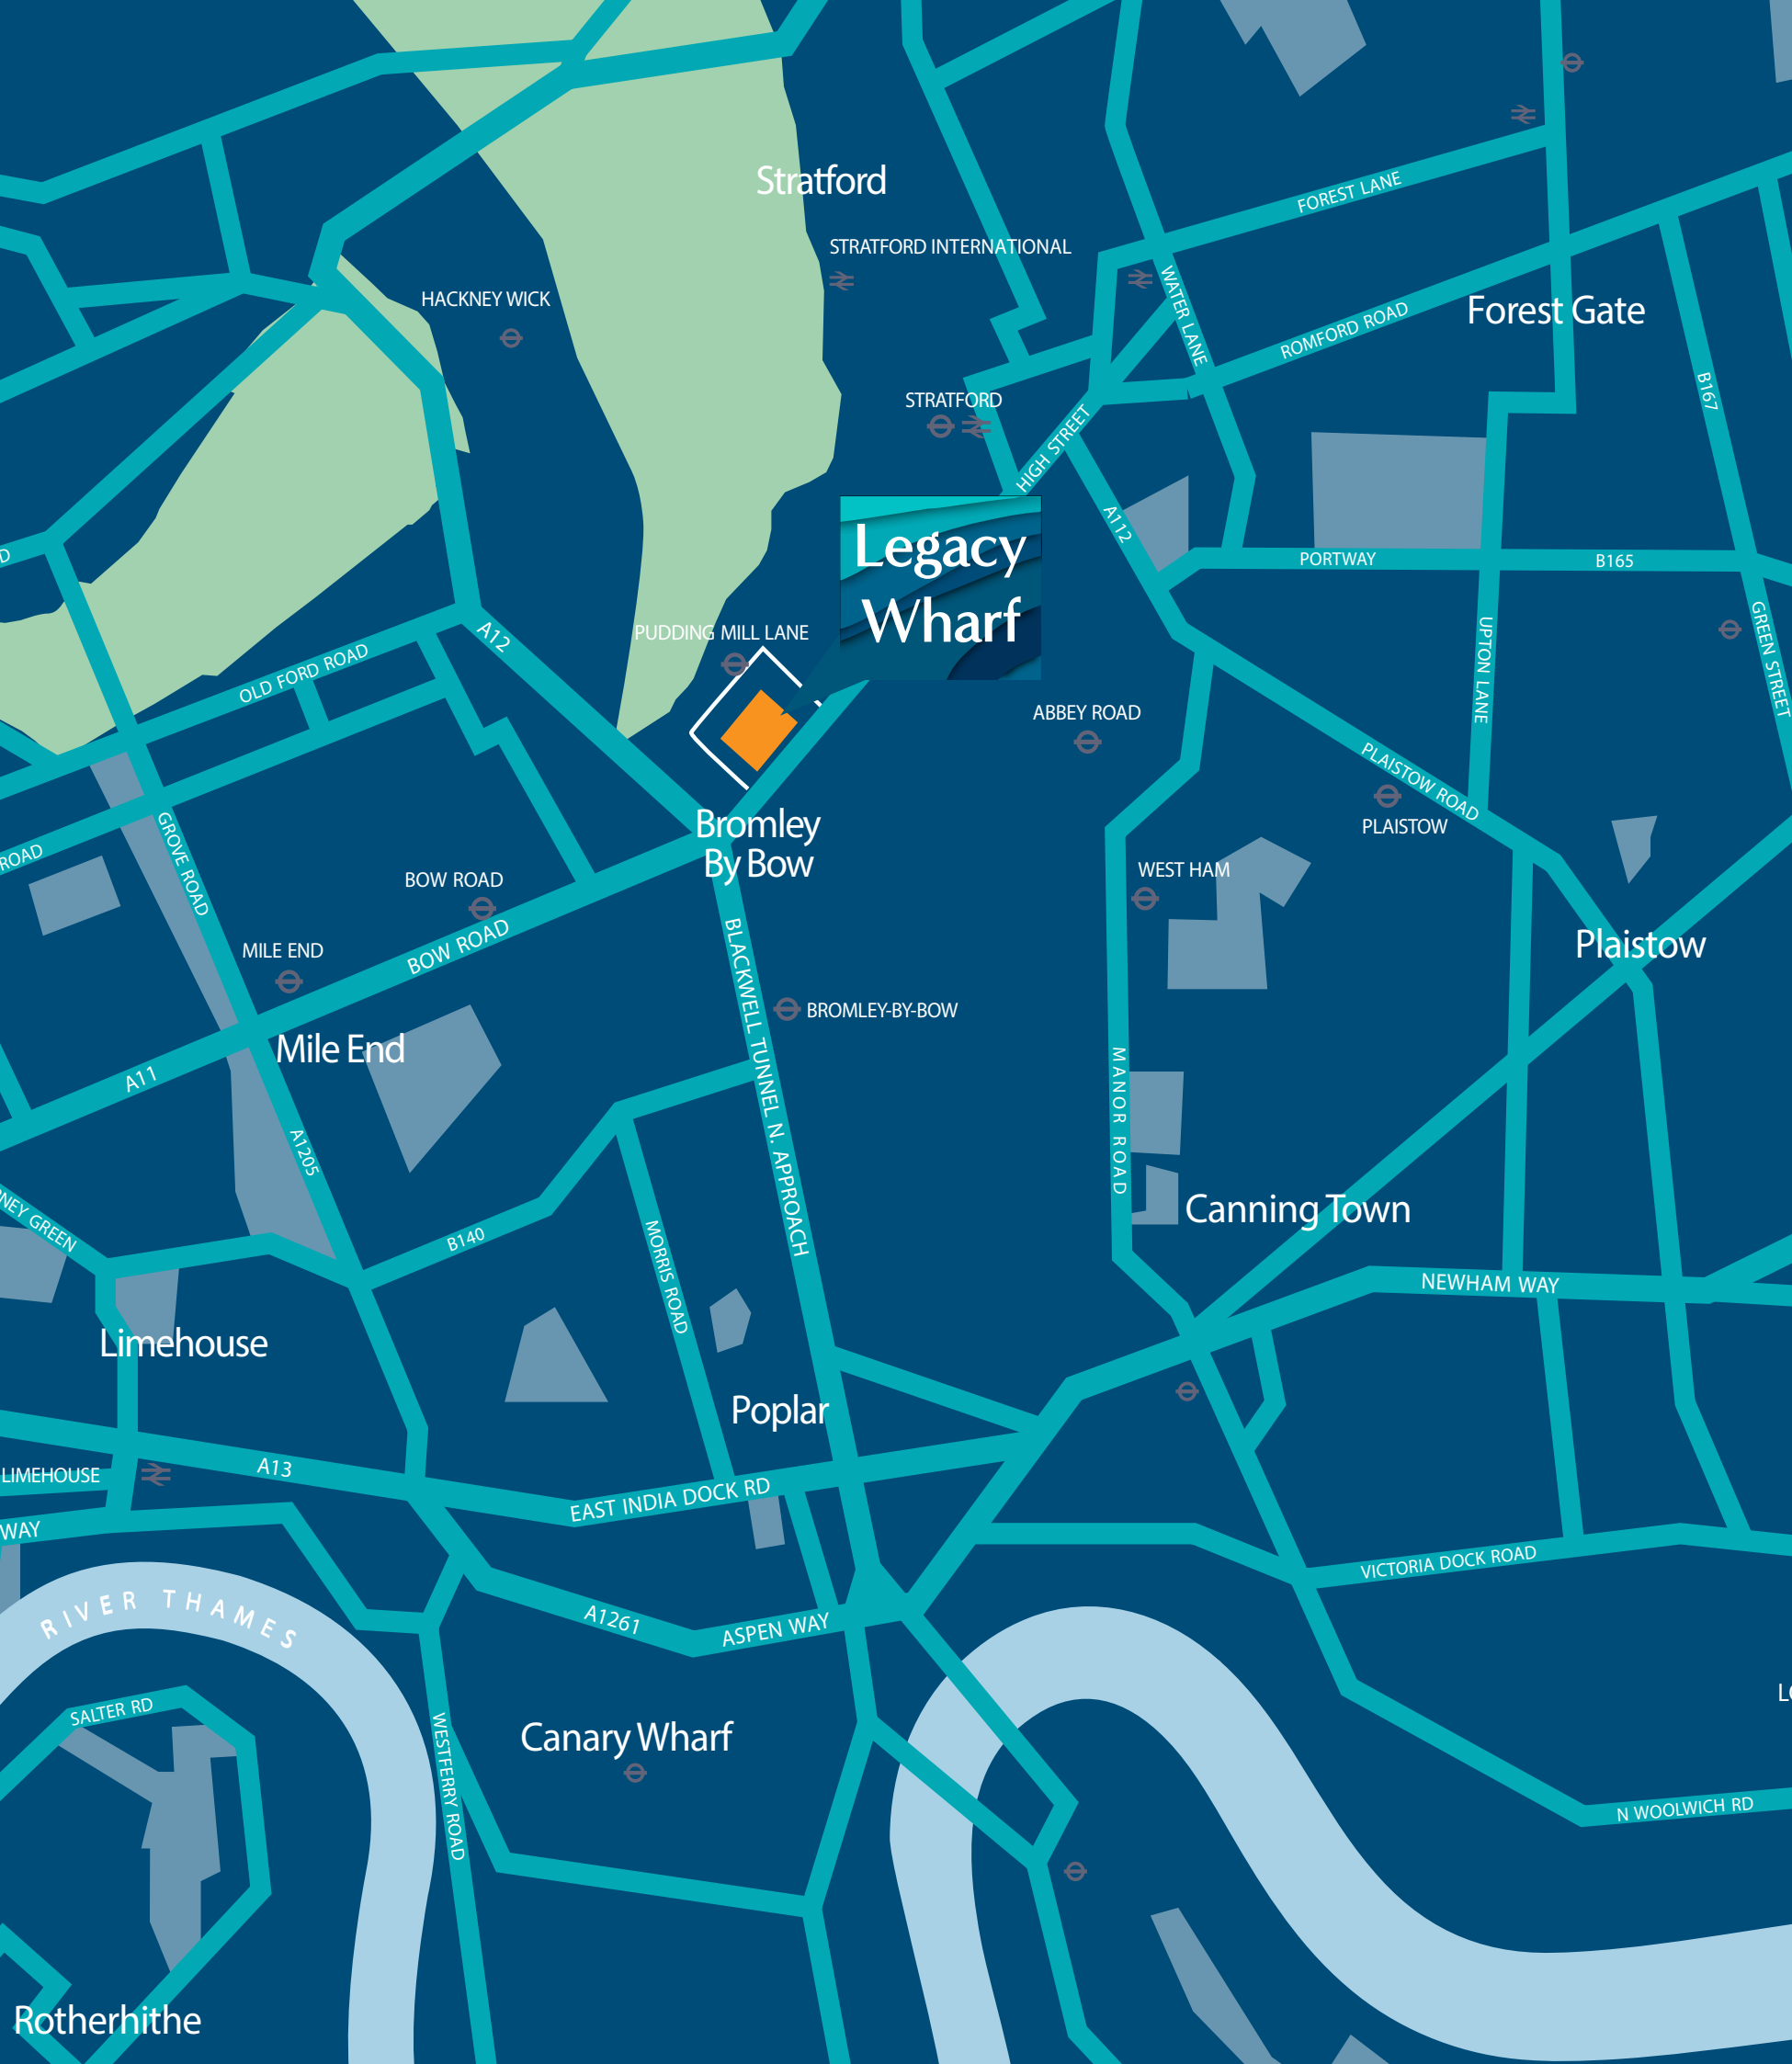 Stratford
FOREST LANE
STRATFORD INTERNATIONAL
HACKNEY WICK
WATER LANE
Forest Gate
ROMFORD ROAD
B167
STRATFORD
HIGH STREET
A112
Legacy
Wharf
PORTWAY
B165
A12
PUDDING MILL LANE
OLD FORD ROAD
UPTON LANE
GREEN STREET
ABBEY ROAD
PLAISTOW ROAD
PLAISTOW
Bromley
By Bow
GROVE ROAD
ROAD
BOW ROAD
WEST HAM
BOW ROAD
MILE END
Plaistow
BLACKWELL TUNNEL N. APPROACH
BROMLEY-BY-BOW
Mile End
A11
MANOR ROAD
A1205
NEY GREEN
B140
MORRIS ROAD
Canning Town
NEWHAM WAY
Limehouse
Poplar
LIMEHOUSE
A13
EAST INDIA DOCK RD
WAY
VICTORIA DOCK ROAD
RIVER THAMES
A1261
ASPEN WAY
SALTER RD
WESTFERRY ROAD
Canary Wharf
N WOOLWICH RD
Rotherhithe